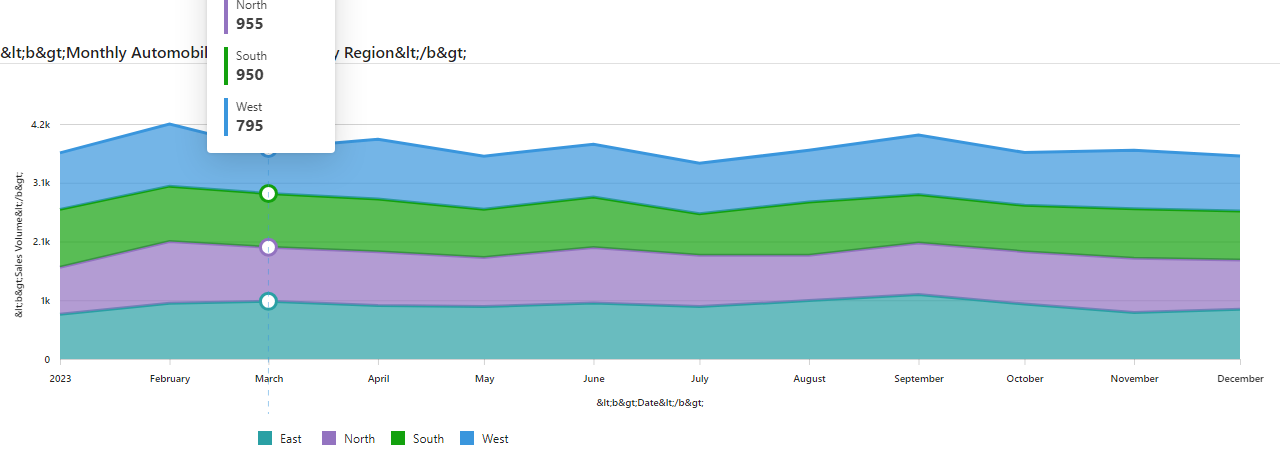 North
955
South
950
West
795
&lt;b&gt;Monthly Automobil
y Region&lt;/b&gt;
&lt;b&gt;Sales Volume&lt;/b&gt;
4.2k
3.1k
2.1k
1k
0
2023 February March April May June July August September October November December
&lt;b&gt;Date&lt;/b&gt;
East North South West